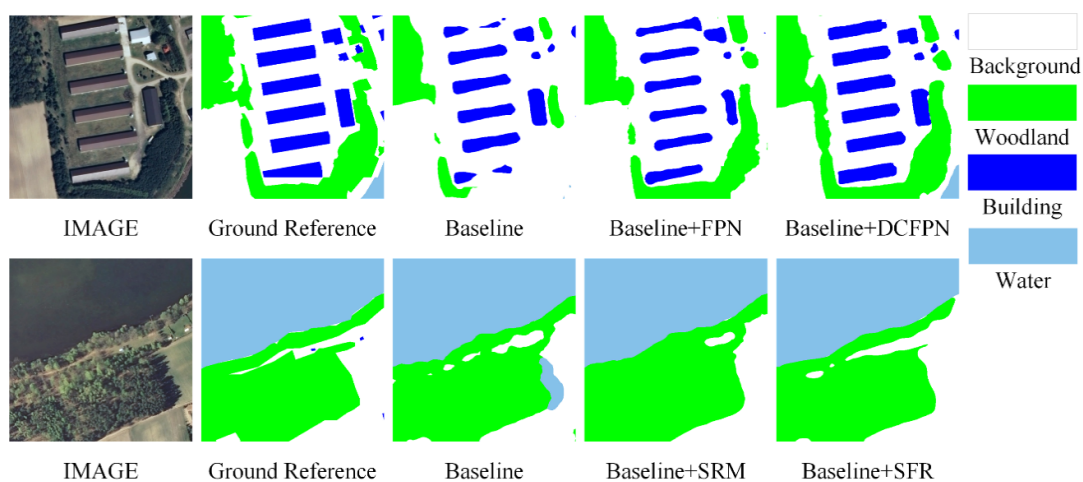 IMAGE
Ground Reference
Baseline
Baseline+FPN
Baseline+DCFPN
Background
Woodland
Building
Water
IMAGE
Ground Reference
Baseline
Baseline+SRM
Baseline+SFR